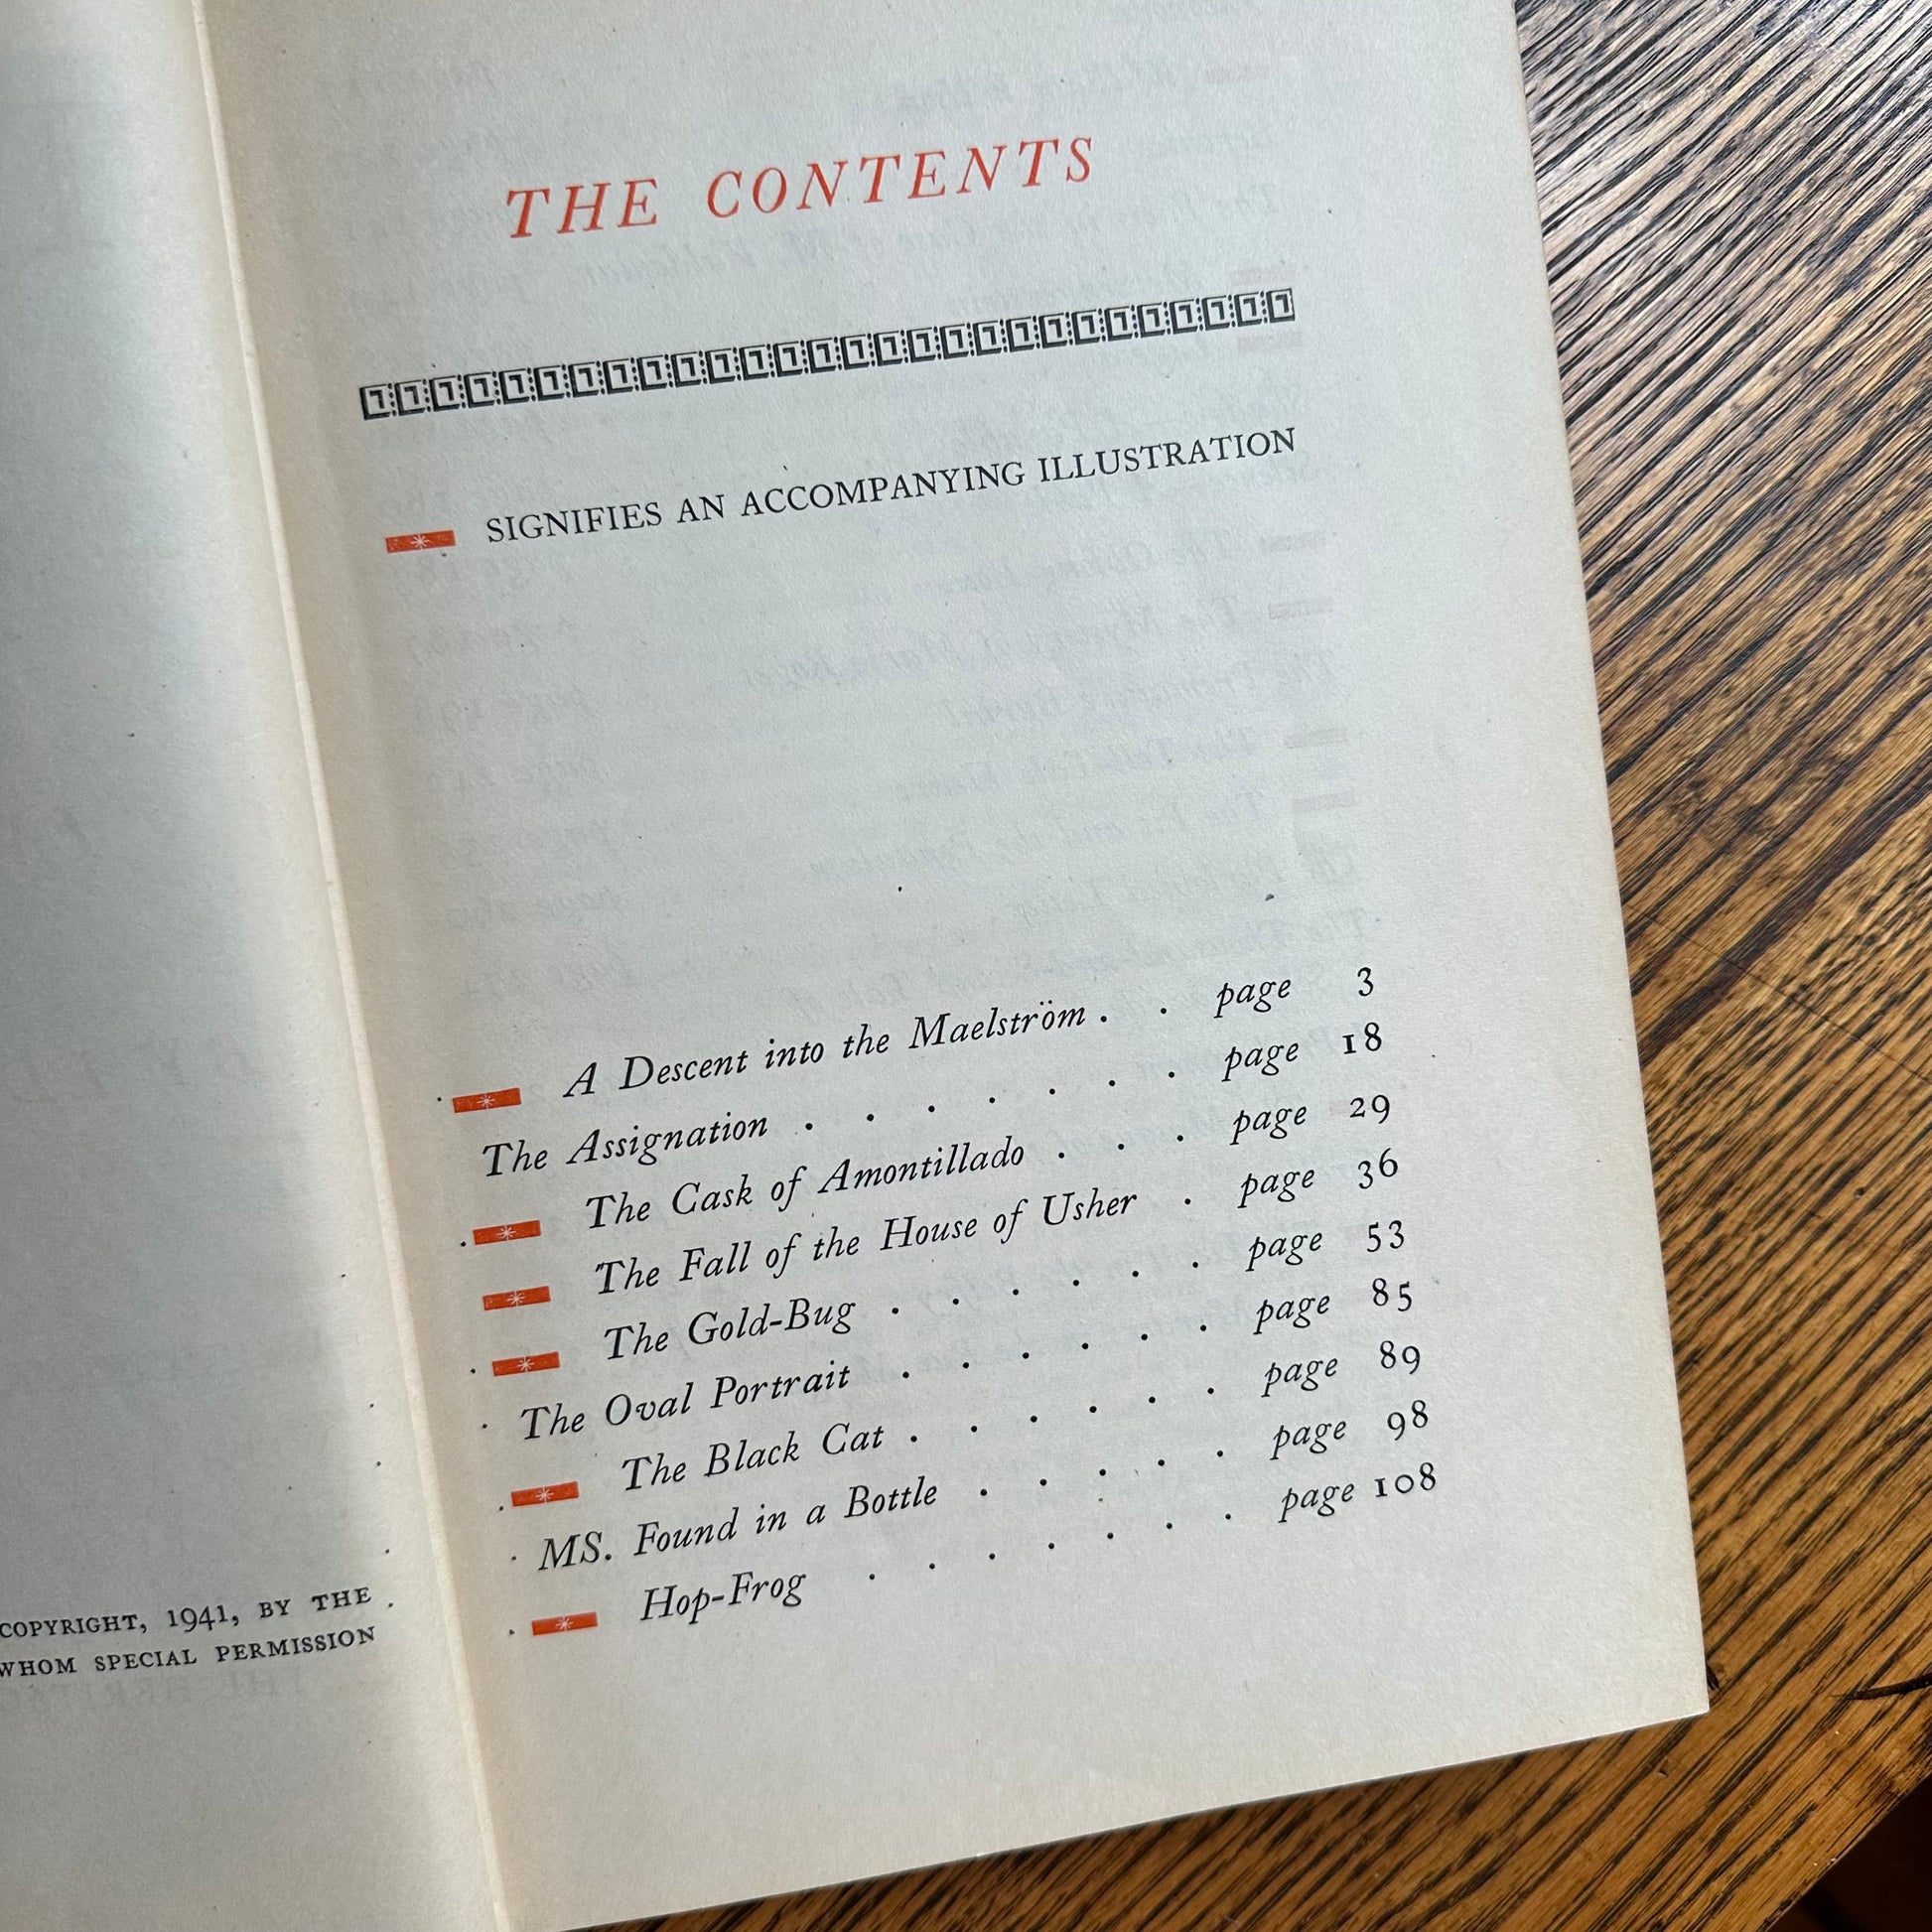 THE CONTENTS
* SIGNIFIES AN ACCOMPANYING ILLUSTRATION
* A Descent into the Maelström . . page 3
The Assignation . . . . . . . page 18
* The Cask of Amontillado . . . page 29
* The Fall of the House of Usher . page 36
* The Gold-Bug . . . . . . page 53
The Oval Portrait . . . . . . page 85
* The Black Cat . . . . . . page 89
MS. Found in a Bottle . . . . . page 98
* Hop-Frog . . . . . . . page 108
COPYRIGHT, 1941, BY THE
WHOM SPECIAL PERMISSION